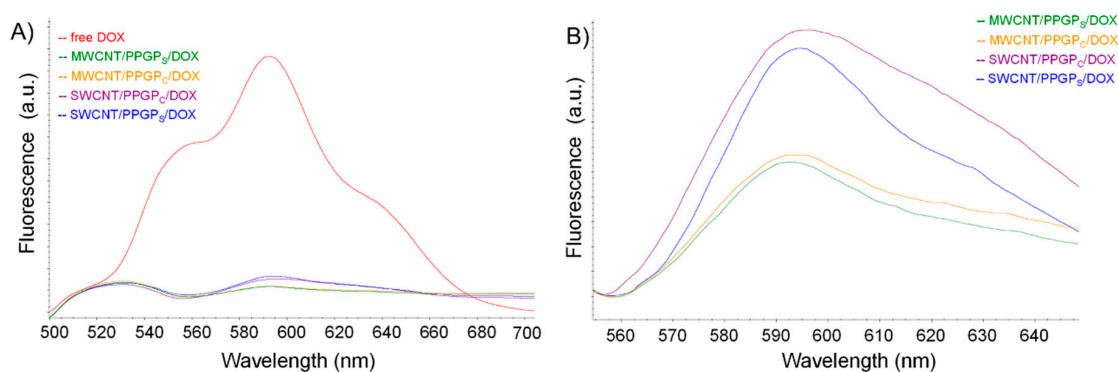 A)
-- free DOX
-- MWCNT/PPGPS/DOX
-- MWCNT/PPGPC/DOX
-- SWCNT/PPGPC/DOX
-- SWCNT/PPGPS/DOX
Fluorescence (a.u.)
500 520 540 560 580 600 620 640 660 680 700
Wavelength (nm)
B)
-- MWCNT/PPGPS/DOX
-- MWCNT/PPGPC/DOX
-- SWCNT/PPGPC/DOX
-- SWCNT/PPGPS/DOX
Fluorescence (a.u.)
560 570 580 590 600 610 620 630 640
Wavelength (nm)